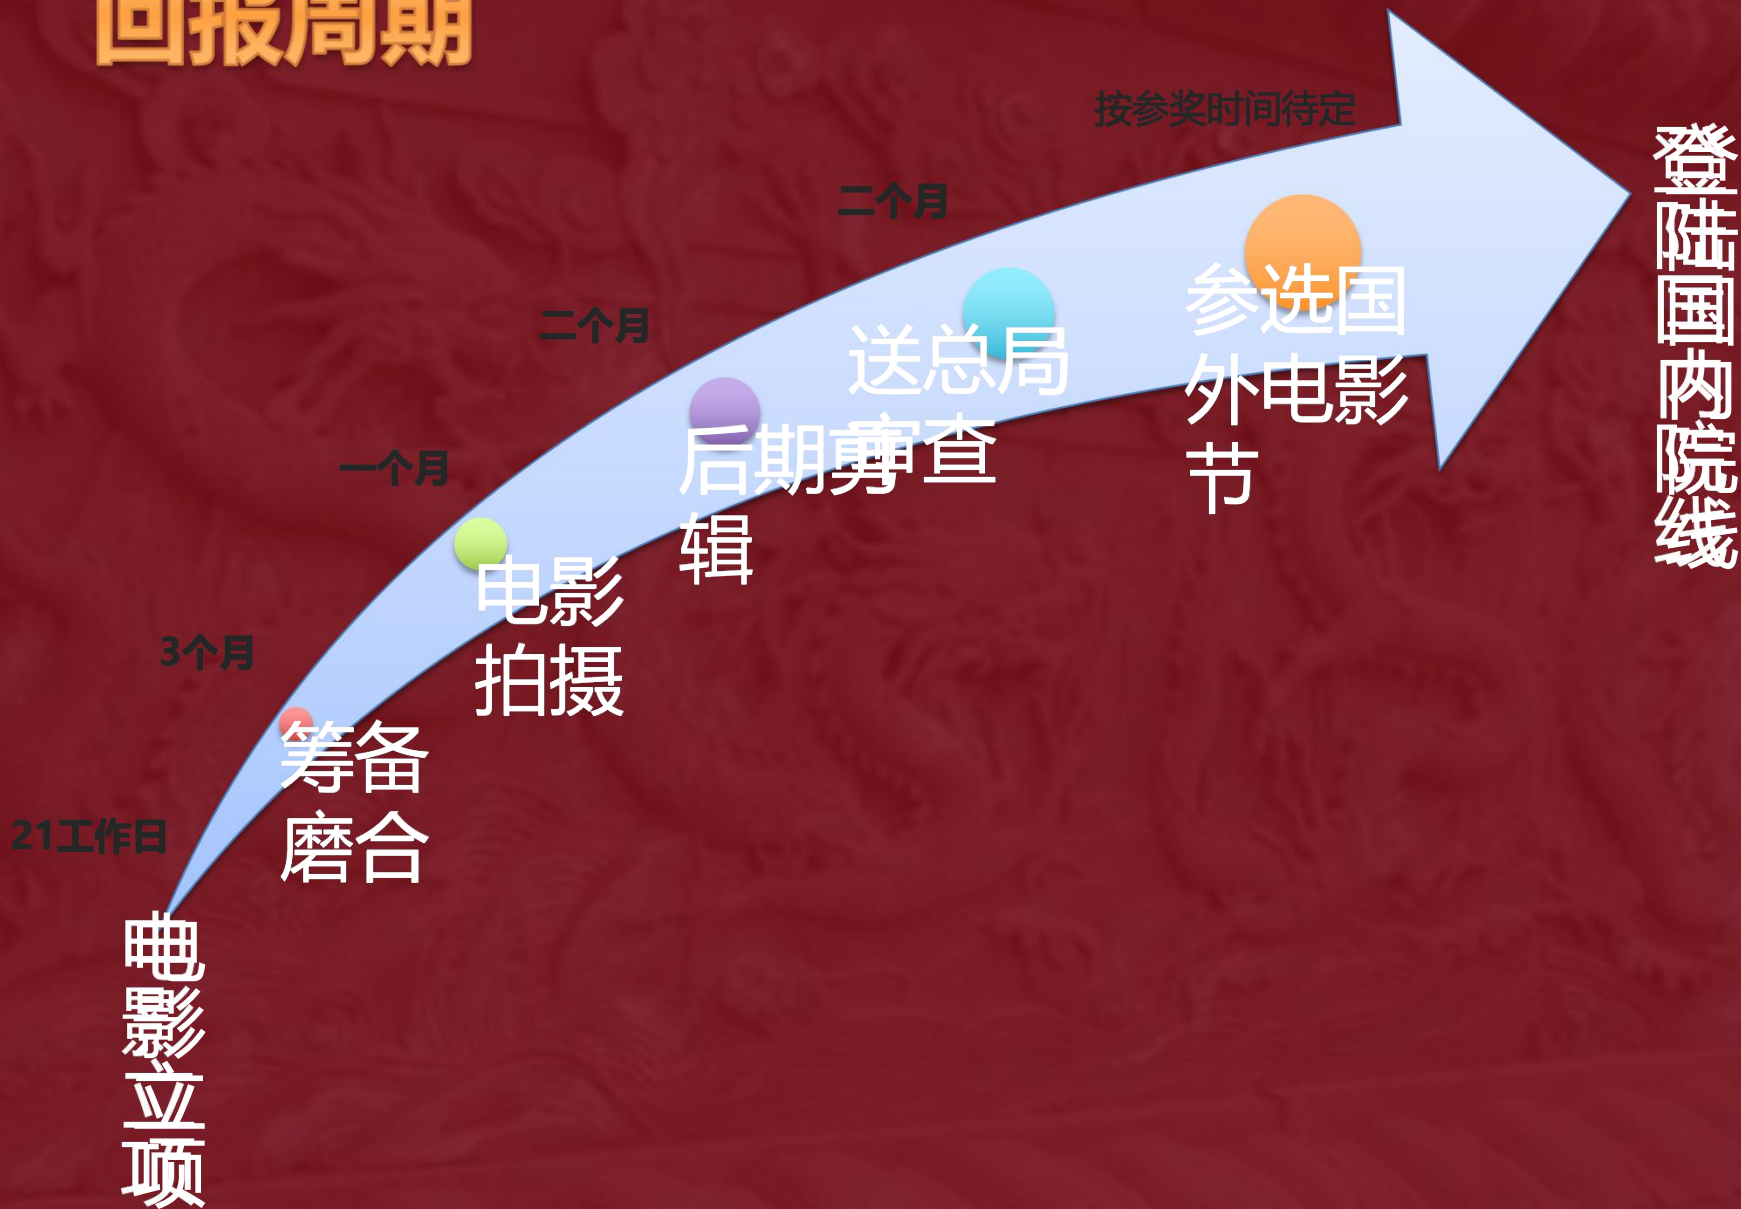 回报周期
按参奖时间待定
二个月
二个月
一个月
3个月
21工作日
电影立项
筹备
磨合
电影
拍摄
后期剪
辑
送总局
审查
参选国
外电影
节
登陆国内院线